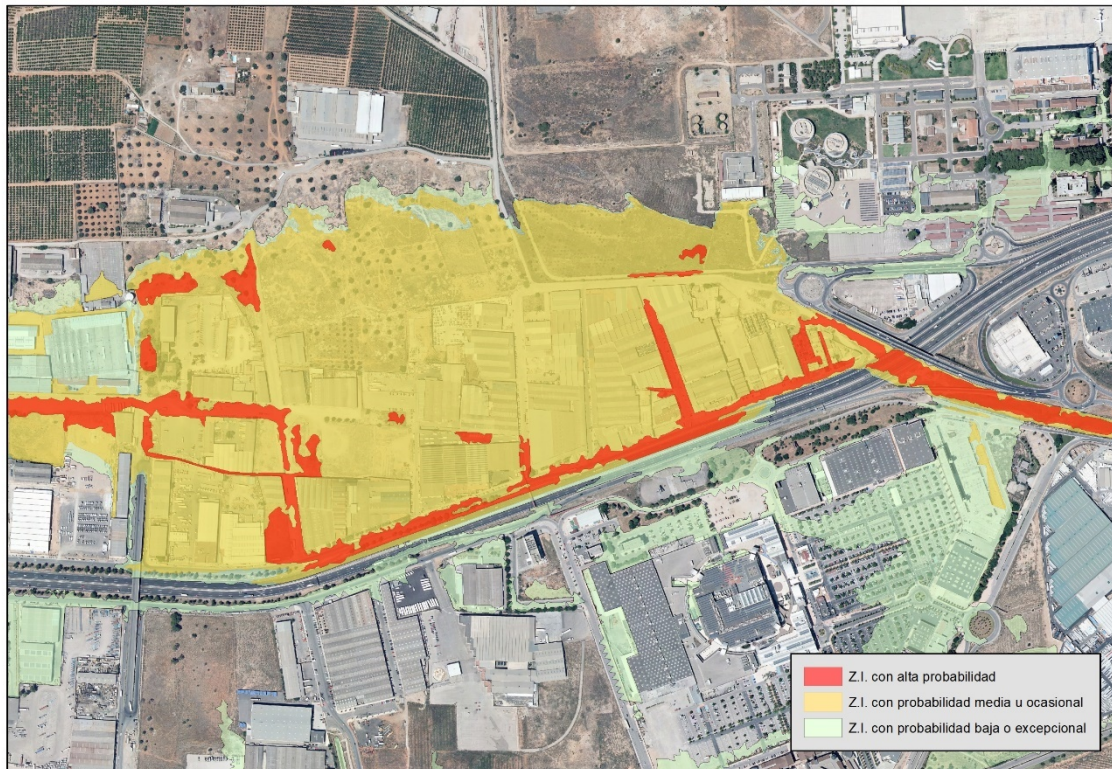 Z.I. con alta probabilidad
Z.I. con probabilidad media u ocasional
Z.I. con probabilidad baja o excepcional